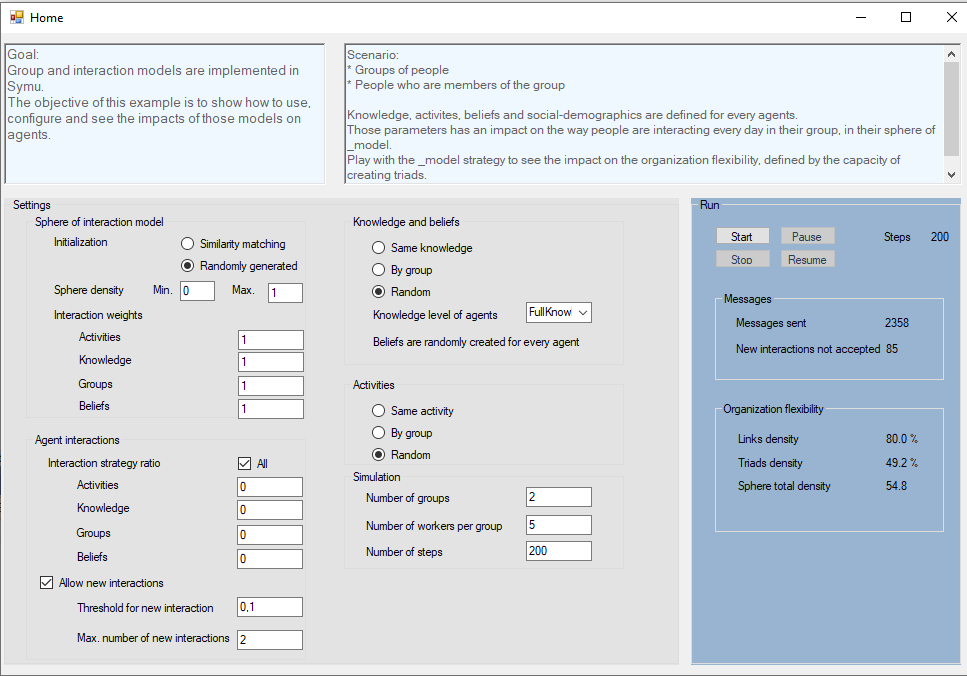 Home
Goal:
Group and interaction models are implemented in
Symu.
The objective of this example is to show how to use,
configure and see the impacts of those models on
agents.
Scenario:
* Groups of people
* People who are members of the group
Knowledge, activites, beliefs and social-demographics are defined for every agents.
Those parameters has an impact on the way people are interacting every day in their group, in their sphere of
_model.
Play with the _model strategy to see the impact on the organization flexibility, defined by the capacity of
creating triads.
Settings
Sphere of interaction model
Initialization
Similarity matching
Randomly generated
Sphere density Min. 0 Max. 1
Interaction weights
Activities 1
Knowledge 1
Groups 1
Beliefs 1
Agent interactions
Interaction strategy ratio All
Activities 0
Knowledge 0
Groups 0
Beliefs 0
Allow new interactions
Threshold for new interaction 0,1
Max. number of new interactions 2
Knowledge and beliefs
Same knowledge
By group
Random
Knowledge level of agents FullKnow
Beliefs are randomly created for every agent
Activities
Same activity
By group
Random
Simulation
Number of groups 2
Number of workers per group 5
Number of steps 200
Run
Start Pause Steps 200
Stop Resume
Messages
Messages sent 2358
New interactions not accepted 85
Organization flexibility
Links density 80.0 %
Triads density 49.2 %
Sphere total density 54.8